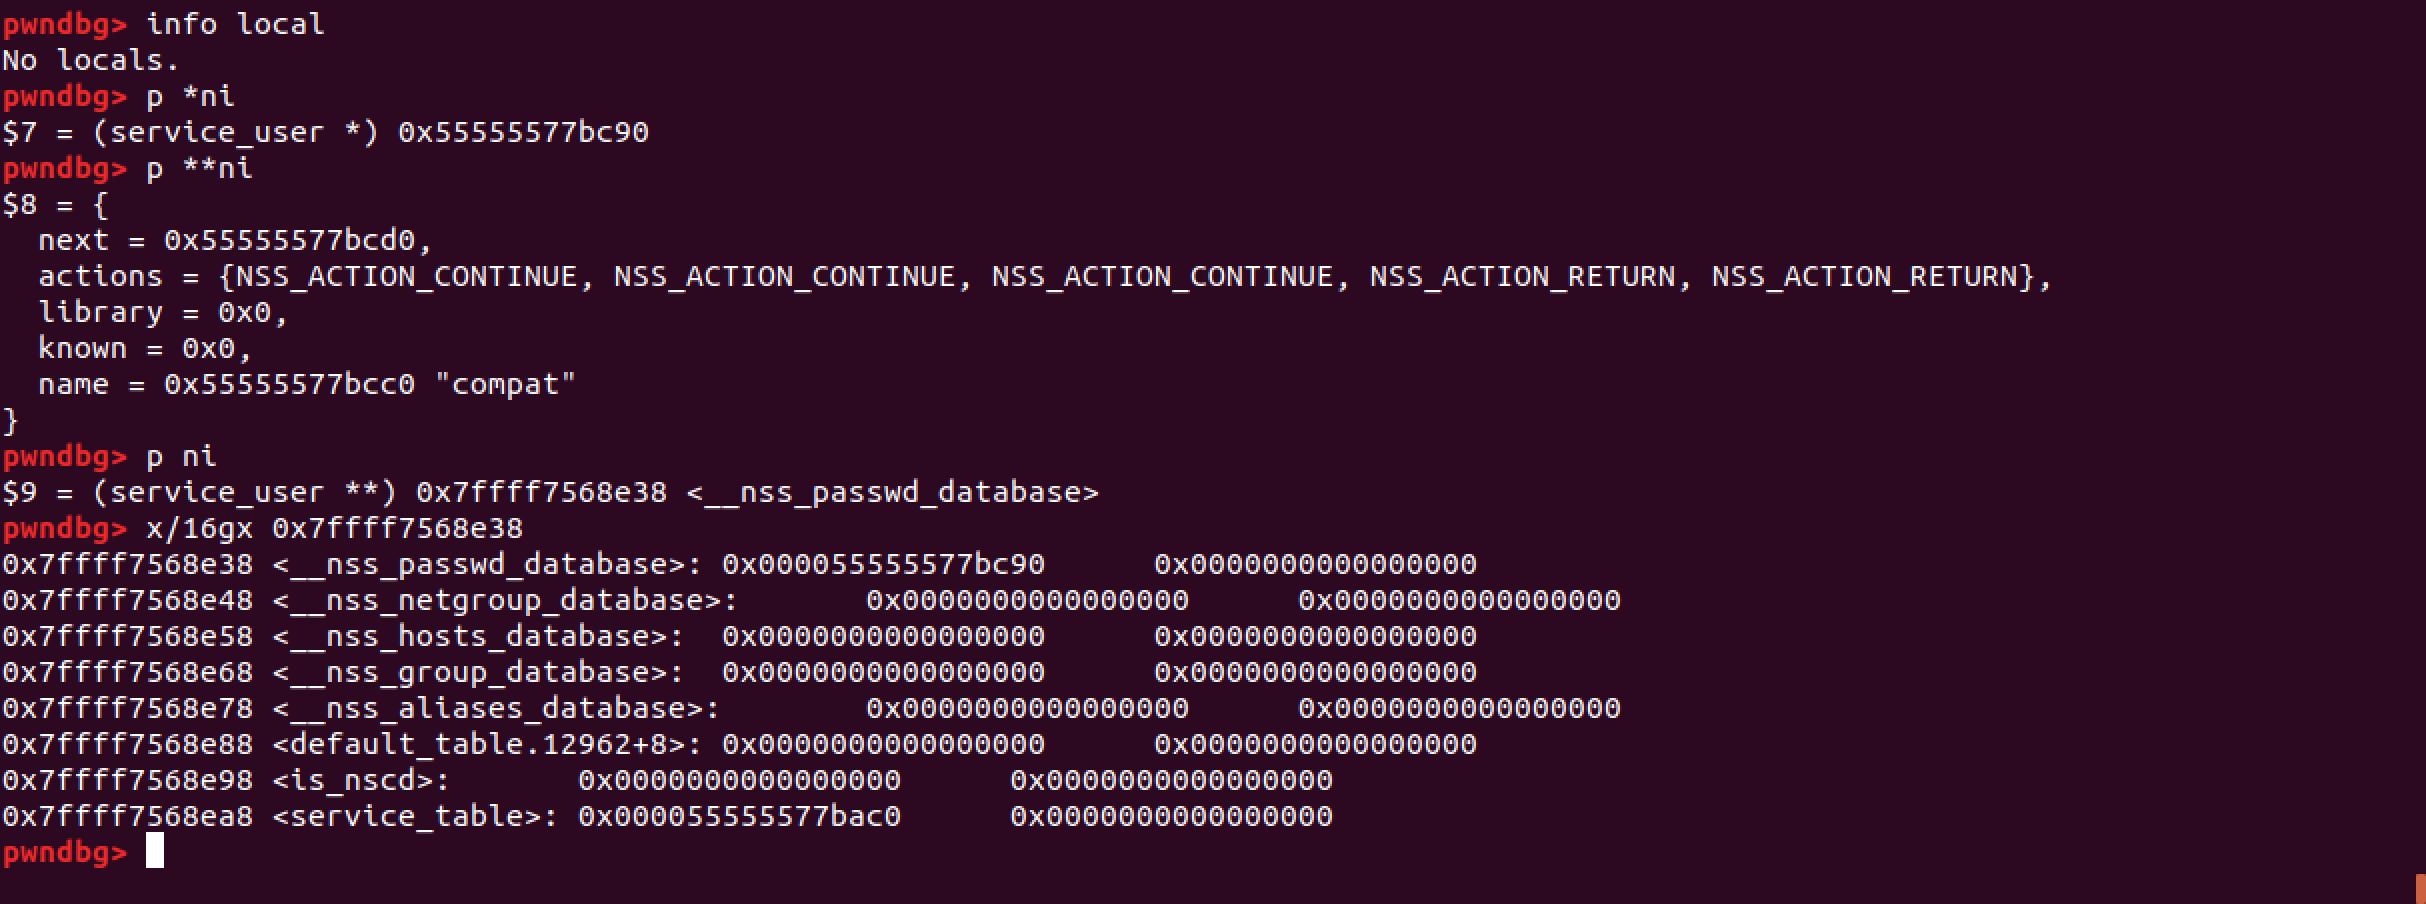 pwndbg> info local
No locals.
pwndbg> p *ni
$7 = (service_user *) 0x55555577bc90
pwndbg> p **ni
$8 = {
  next = 0x55555577bcd0,
  actions = {NSS_ACTION_CONTINUE, NSS_ACTION_CONTINUE, NSS_ACTION_CONTINUE, NSS_ACTION_RETURN, NSS_ACTION_RETURN},
  library = 0x0,
  known = 0x0,
  name = 0x55555577bcc0 "compat"
}
pwndbg> p ni
$9 = (service_user **) 0x7ffff7568e38 <__nss_passwd_database>
pwndbg> x/16gx 0x7ffff7568e38
0x7ffff7568e38 <__nss_passwd_database>: 0x000055555577bc90      0x0000000000000000
0x7ffff7568e48 <__nss_netgroup_database>:       0x0000000000000000      0x0000000000000000
0x7ffff7568e58 <__nss_hosts_database>:  0x0000000000000000      0x0000000000000000
0x7ffff7568e68 <__nss_group_database>:  0x0000000000000000      0x0000000000000000
0x7ffff7568e78 <__nss_aliases_database>:        0x0000000000000000      0x0000000000000000
0x7ffff7568e88 <default_table.12962+8>: 0x0000000000000000      0x0000000000000000
0x7ffff7568e98 <is_nscd>:       0x0000000000000000      0x0000000000000000
0x7ffff7568ea8 <service_table>: 0x000055555577bac0      0x0000000000000000
pwndbg>